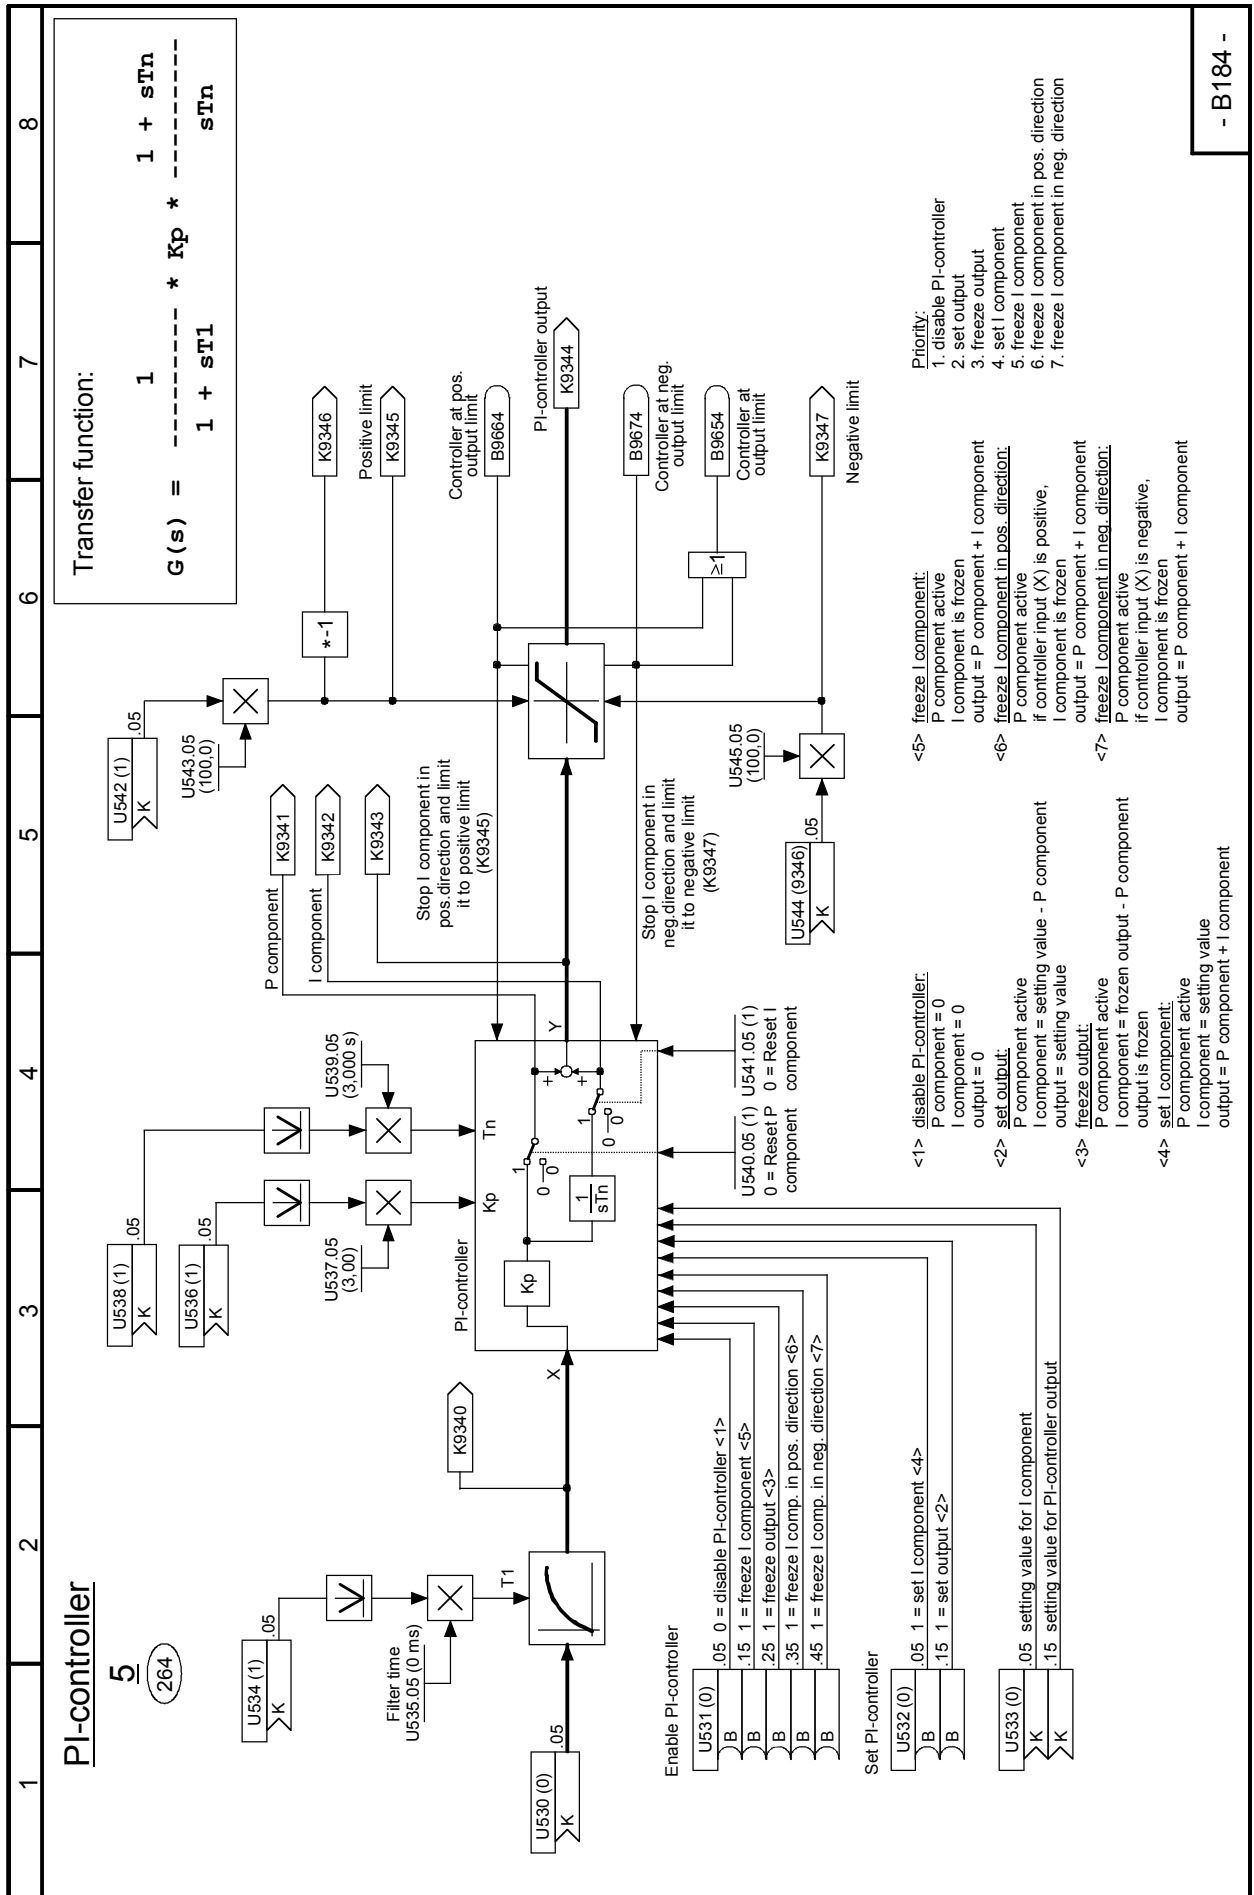 1 2 3 4 5 6 7 8
PI-controller
5
264
Transfer function:
1 1 + sTn
G(s) = -------- * Kp * ---------
1 + sT1 sTn
U534 (1)
.05
K
Filter time
U535.05 (0 ms)
T1
U530 (0)
.05
K
K9340
X
U538 (1)
.05
K
U536 (1)
.05
K
U537.05
(3,00)
U539.05
(3,000 s)
PI-controller
Kp
Tn
Kp
1
sTn
1
0
0
1
0
0
+
+
Y
U540.05 (1)
0 = Reset P
component
U541.05 (1)
0 = Reset I
component
P component
K9341
I component
K9342
K9343
Stop I component in
pos.direction and limit
it to positive limit
(K9345)
Stop I component in
neg.direction and limit
it to negative limit
(K9347)
U542 (1)
.05
K
U543.05
(100,0)
*-1
K9346
Positive limit
K9345
Controller at pos.
output limit
B9664
PI-controller output
K9344
B9674
Controller at neg.
output limit
≥1
B9654
Controller at
output limit
U545.05
(100,0)
U544 (9346)
.05
K
K9347
Negative limit
Enable PI-controller
U531 (0)
B .05 0 = disable PI-controller <1>
B .15 1 = freeze I component <5>
B .25 1 = freeze output <3>
B .35 1 = freeze I comp. in pos. direction <6>
B .45 1 = freeze I comp. in neg. direction <7>
Set PI-controller
U532 (0)
B .05 1 = set I component <4>
B .15 1 = set output <2>
U533 (0)
K .05 setting value for I component
K .15 setting value for PI-controller output
<1> disable PI-controller:
P component = 0
I component = 0
output = 0
<2> set output:
P component active
I component = setting value - P component
output = setting value
<3> freeze output:
P component active
I component = frozen output - P component
output is frozen
<4> set I component:
P component active
I component = setting value
output = P component + I component
<5> freeze I component:
P component active
I component is frozen
output = P component + I component
<6> freeze I component in pos. direction:
P component active
if controller input (X) is positive,
I component is frozen
output = P component + I component
<7> freeze I component in neg. direction:
P component active
if controller input (X) is negative,
I component is frozen
output = P component + I component
Priority:
1. disable PI-controller
2. set output
3. freeze output
4. set I component
5. freeze I component
6. freeze I component in pos. direction
7. freeze I component in neg. direction
- B184 -